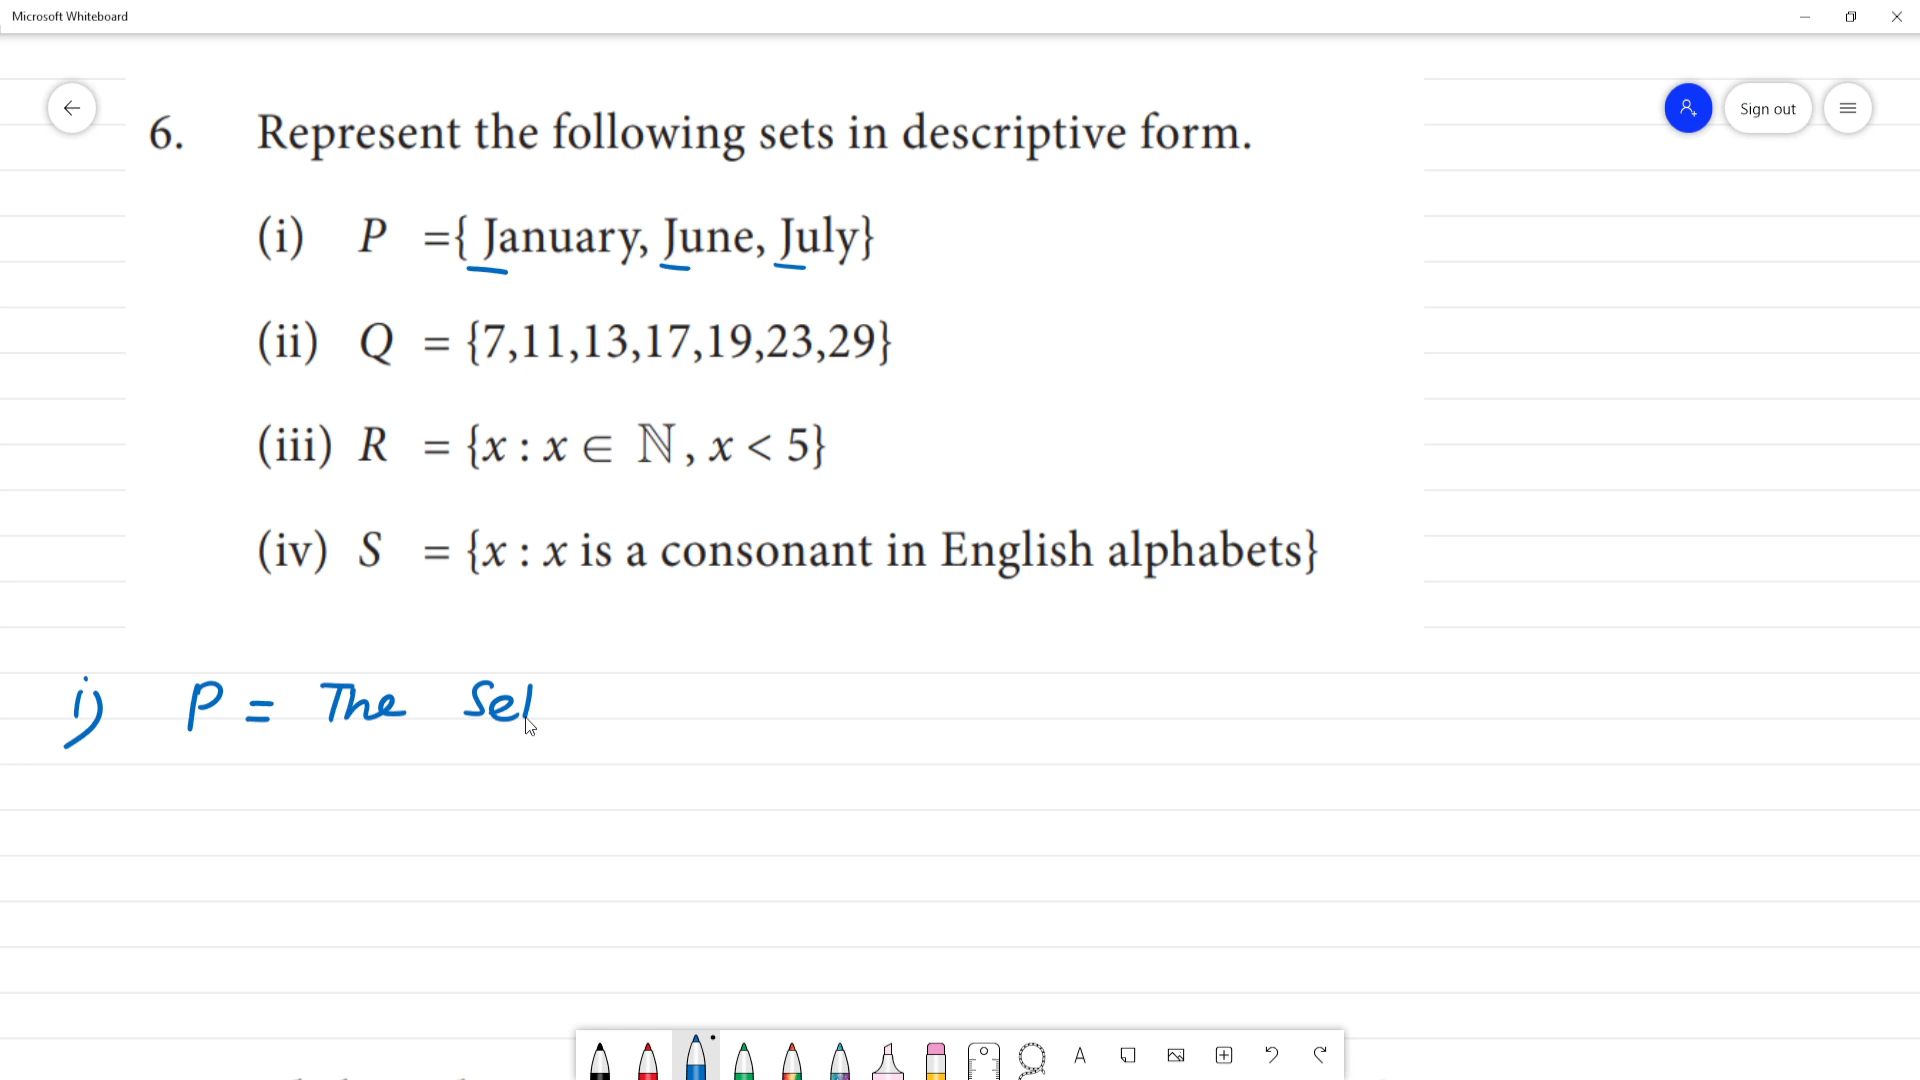 Microsoft Whiteboard
Sign out
6. Represent the following sets in descriptive form.
(i) P ={ January, June, July}
(ii) Q = {7,11,13,17,19,23,29}
(iii) R = {x : x ∈ ℕ, x < 5}
(iv) S = {x : x is a consonant in English alphabets}
i) P = The Sel
A